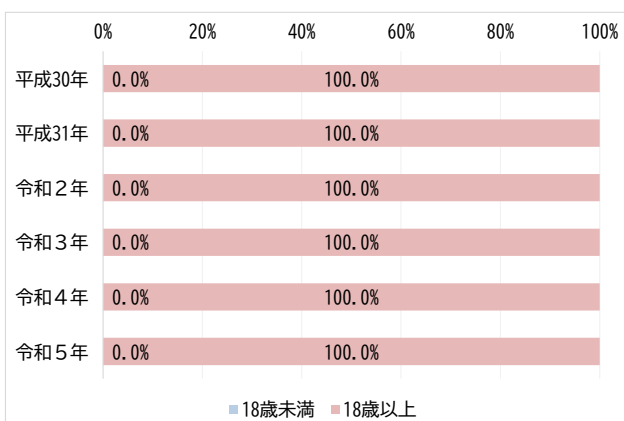 0% 20% 40% 60% 80% 100%
平成30年 0.0% 100.0%
平成31年 0.0% 100.0%
令和２年 0.0% 100.0%
令和３年 0.0% 100.0%
令和４年 0.0% 100.0%
令和５年 0.0% 100.0%
18歳未満 18歳以上